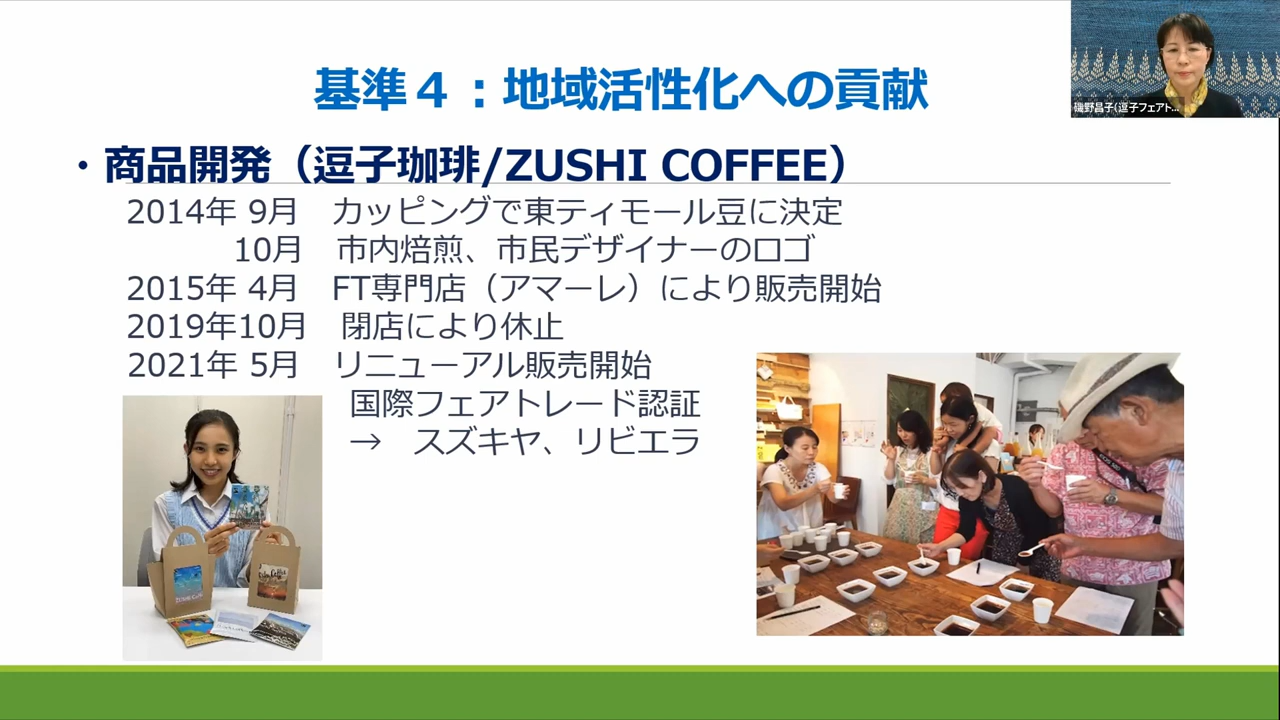 基準４：地域活性化への貢献
磯野昌子(逗子フェアト...
・商品開発（逗子珈琲/ZUSHI COFFEE）
2014年 9月　カッピングで東ティモール豆に決定
10月　市内焙煎、市民デザイナーのロゴ
2015年 4月　FT専門店（アマーレ）により販売開始
2019年10月　閉店により休止
2021年 5月　リニューアル販売開始
国際フェアトレード認証
→　スズキヤ、リビエラ